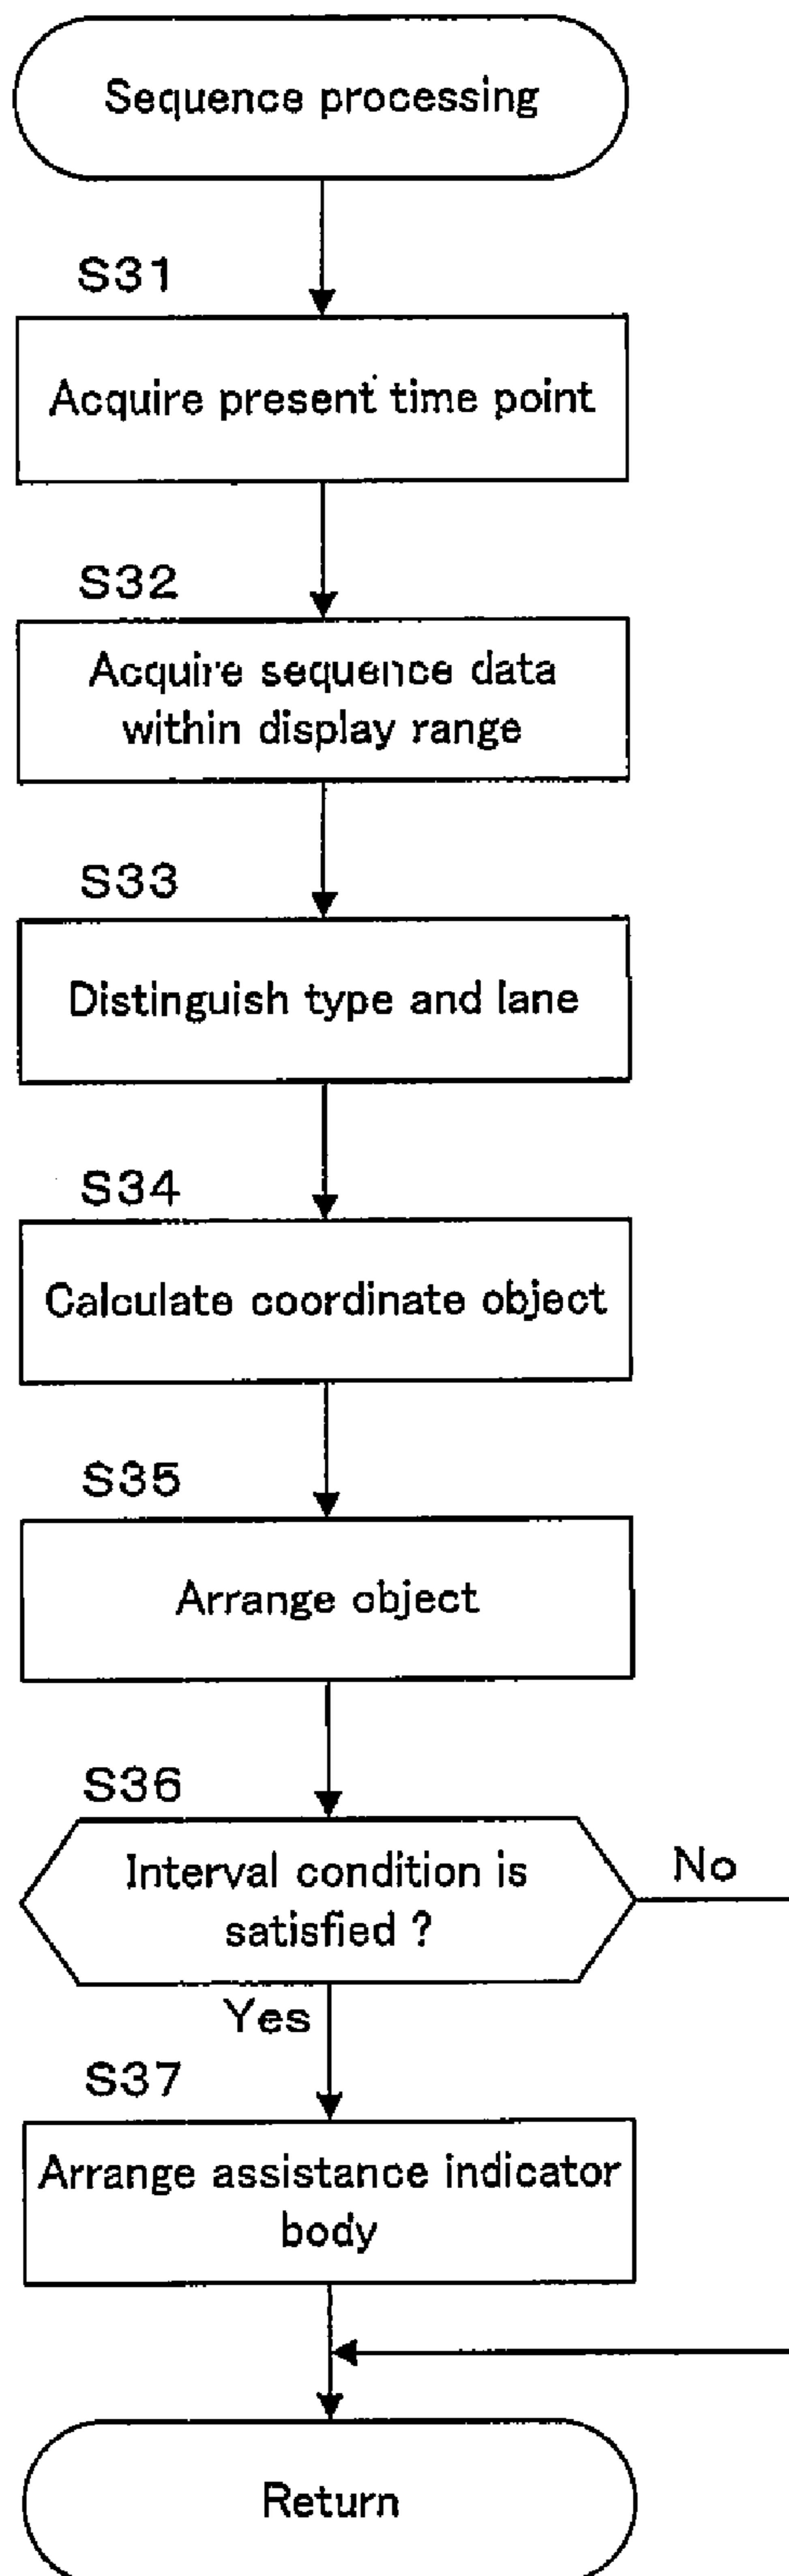 Sequence processing
S31
Acquire present time point
S32
Acquire sequence data
within display range
S33
Distinguish type and lane
S34
Calculate coordinate object
S35
Arrange object
S36
Interval condition is
satisfied ?
No
Yes
S37
Arrange assistance indicator
body
Return